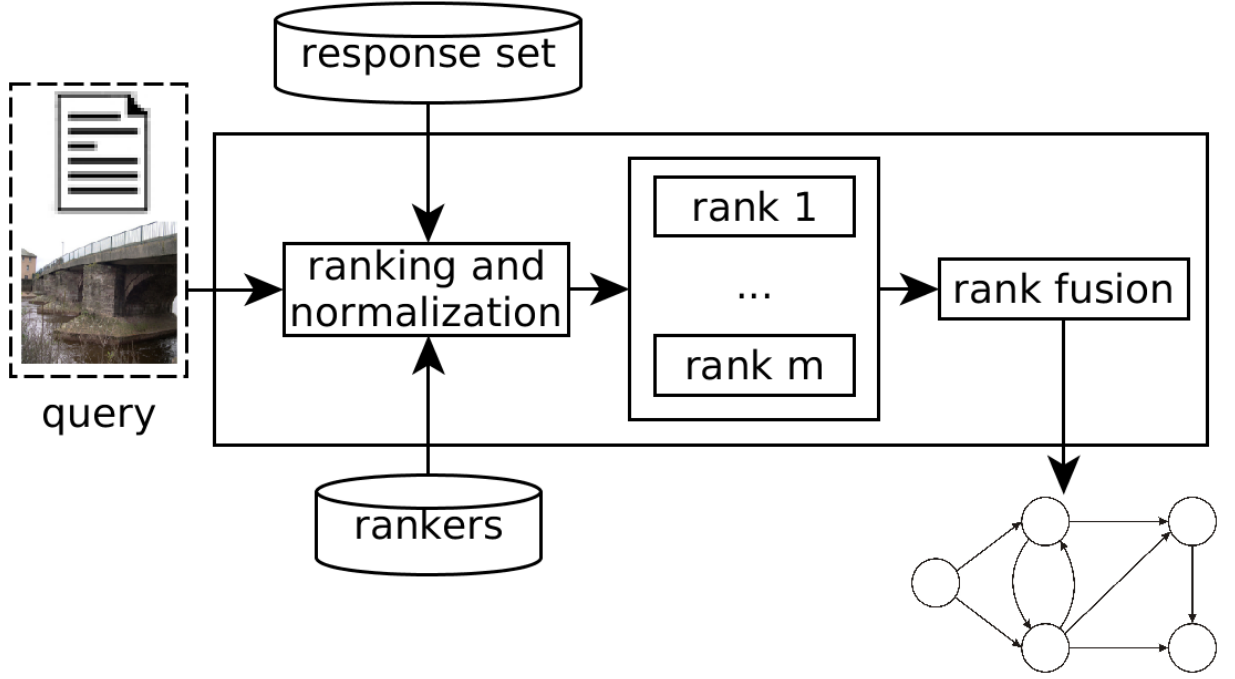 response set
query
ranking and
normalization
rank 1
...
rank m
rank fusion
rankers